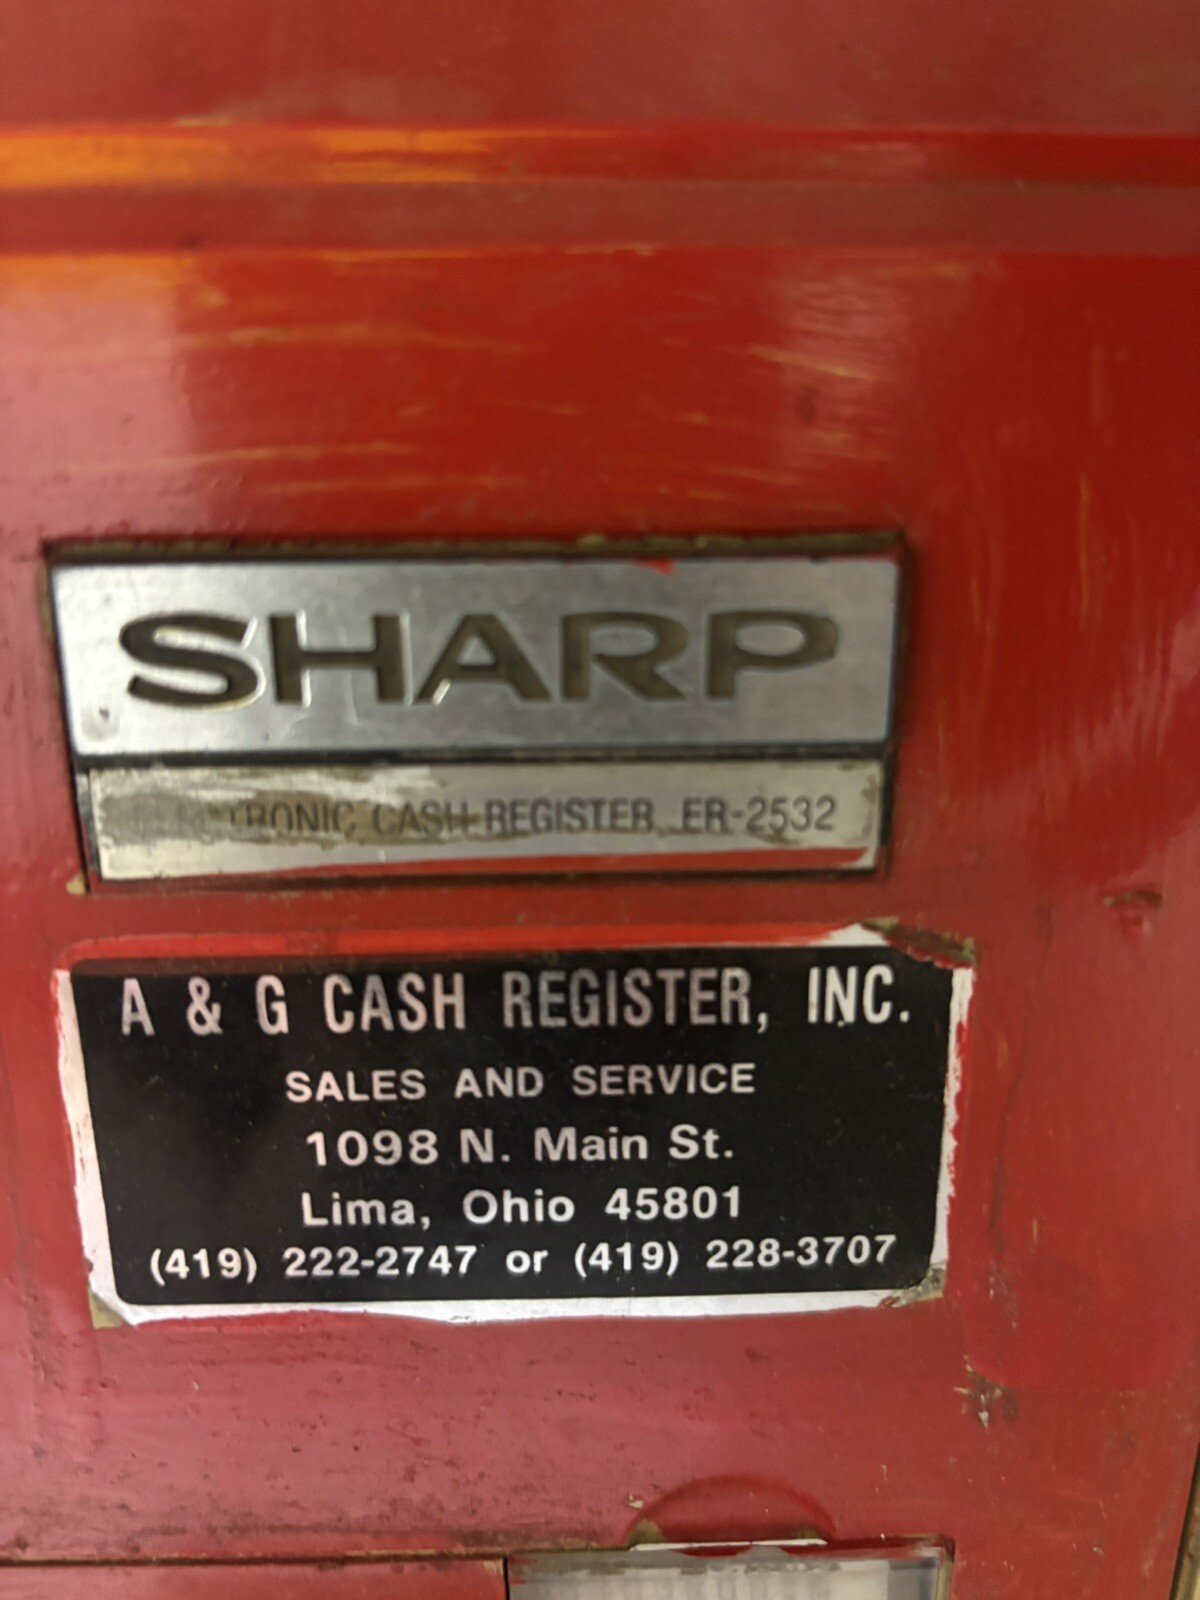 SHARP
ELECTRONIC CASH REGISTER ER-2532
A & G CASH REGISTER, INC.
SALES AND SERVICE
1098 N. Main St.
Lima, Ohio 45801
(419) 222-2747 or (419) 228-3707